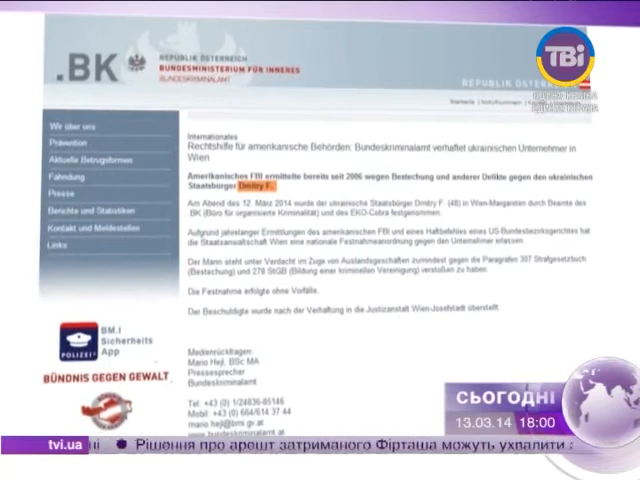 .BK
REPUBLIK ÖSTERREICH
BUNDESMINISTERIUM FÜR INNERES
BUNDESKRIMINALAMT
REPUBLIK ÖSTERREICH
ТВі
Startseite
Wir über uns
Prävention
Aktuelle Betrugsformen
Fahndung
Presse
Berichte und Statistiken
Kontakt und Meldestellen
Links
Internationales
Rechtshilfe für amerikanische Behörden: Bundeskriminalamt verhaftet ukrainischen Unternehmer in
Wien
Amerikanisches FBI ermittelte bereits seit 2006 wegen Bestechung und anderer Delikte gegen den ukrainischen
Staatsbürger Dmitry F.
Am Abend des 12. März 2014 wurde der ukrainische Staatsbürger Dmytro F. (48) in Wien-Margareten durch Beamte des
.BK (Büro für organisierte Kriminalität) und des EKO-Cobra festgenommen.
Aufgrund jahrelanger Ermittlungen des amerikanischen FBI und eines Haftbefehles eines US-Bundesbezirksgerichtes hat
die Staatsanwaltschaft Wien eine nationale Festnahmeanordnung gegen den Unternehmer erlassen
Der Mann steht unter Verdacht im Zuge von Auslandsgeschäften zumindest gegen die Paragrafen 307 Strafgesetzbuch
(Bestechung) und 278 StGB (Bildung einer kriminellen Vereinigung) verstoßen zu haben.
Die Festnahme erfolgte ohne Vorfälle.
Der Beschuldigte wurde nach der Verhaftung in die Justizanstalt Wien-Josefstadt überstellt.
POLIZEI
BM.I
Sicherheits
App
BÜNDNIS GEGEN GEWALT
Medienrückfragen:
Mario Hejl, BSc MA
Pressesprecher
Bundeskriminalamt
Tel: +43 (0) 1/24836-85146
Mobil: +43 (0) 664/614 37 44
mario.hejl@bmi.gv.at
www.bundeskriminalamt.at
СЬОГОДНІ
13.03.14 18:00
tvi.ua ні ● Рішення про арешт затриманого Фірташа можуть ухвалити